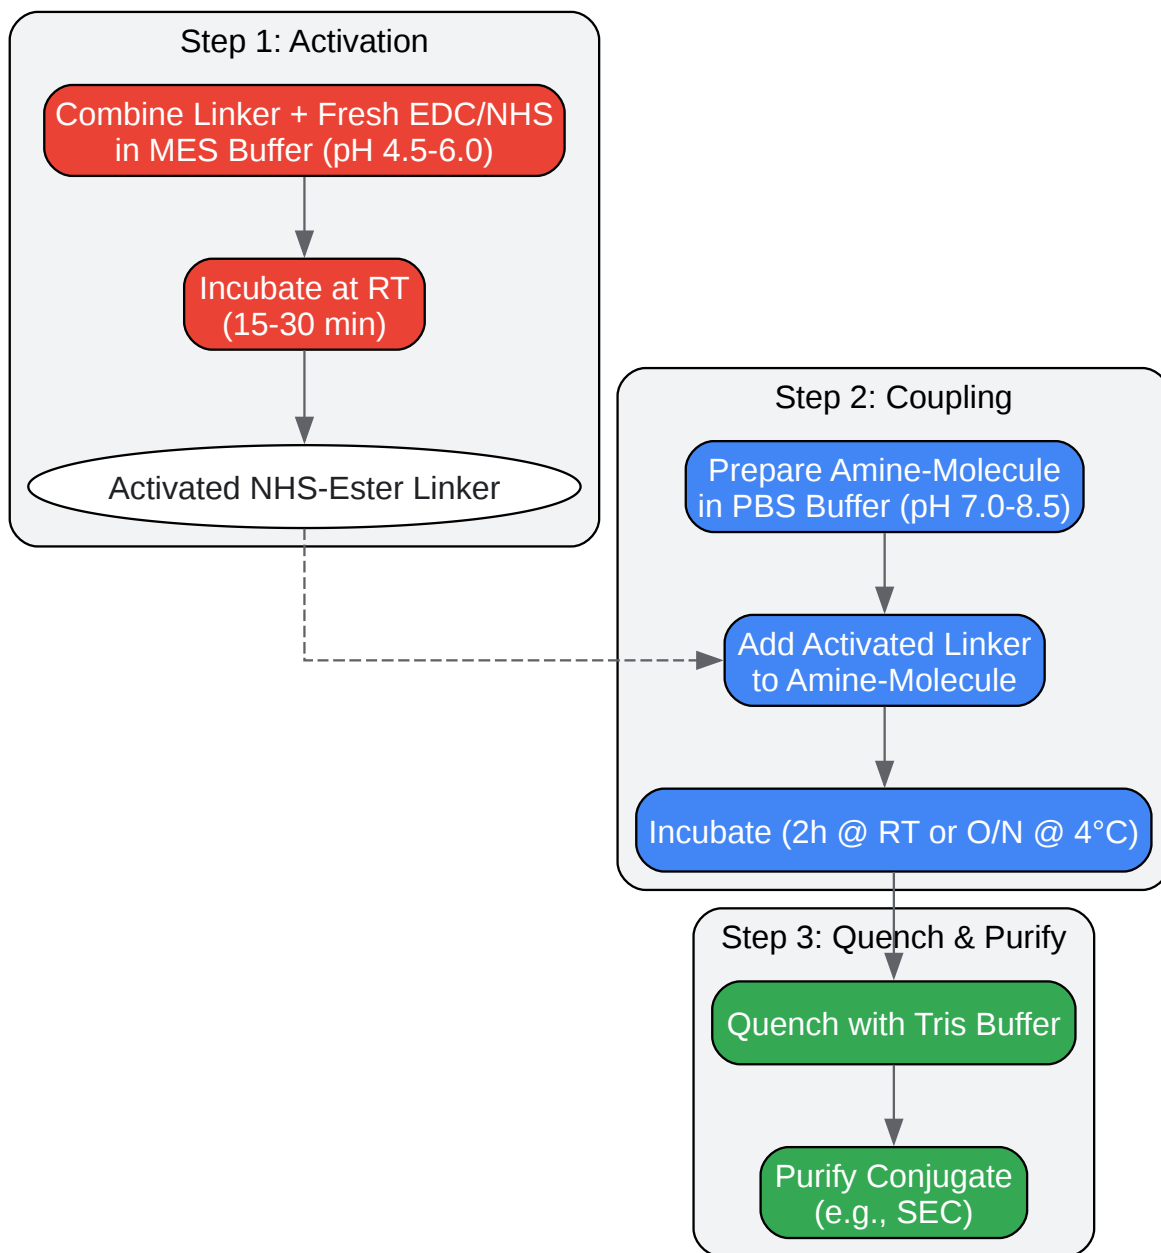 Step 1: Activation
Combine Linker + Fresh EDC/NHS
in MES Buffer (pH 4.5-6.0)
Incubate at RT
(15-30 min)
Activated NHS-Ester Linker
Step 2: Coupling
Prepare Amine-Molecule
in PBS Buffer (pH 7.0-8.5)
Add Activated Linker
to Amine-Molecule
Incubate (2h @ RT or O/N @ 4°C)
Step 3: Quench & Purify
Quench with Tris Buffer
Purify Conjugate
(e.g., SEC)